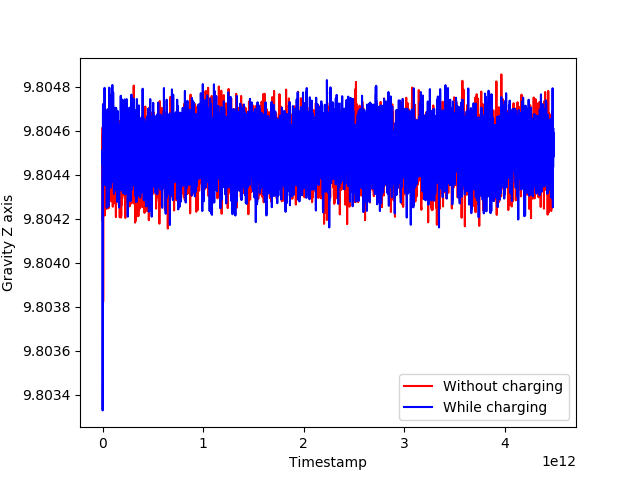 9.8048
9.8046
9.8044
9.8042
9.8040
9.8038
9.8036
9.8034
Gravity Z axis
Without charging
While charging
0 1 2 3 4
Timestamp
1e12